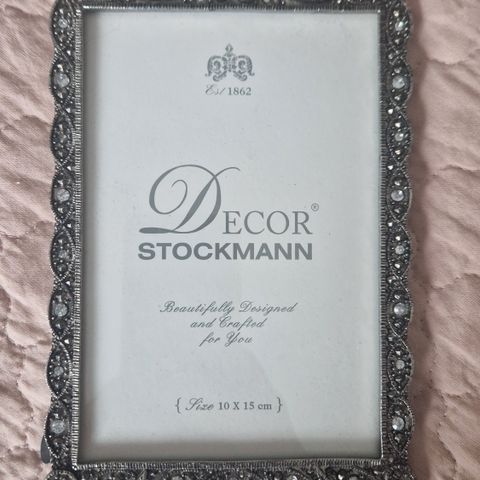 Est 1862
DECOR®
STOCKMANN
Beautifully Designed
and Crafted
for You
{ Size 10 X 15 cm }